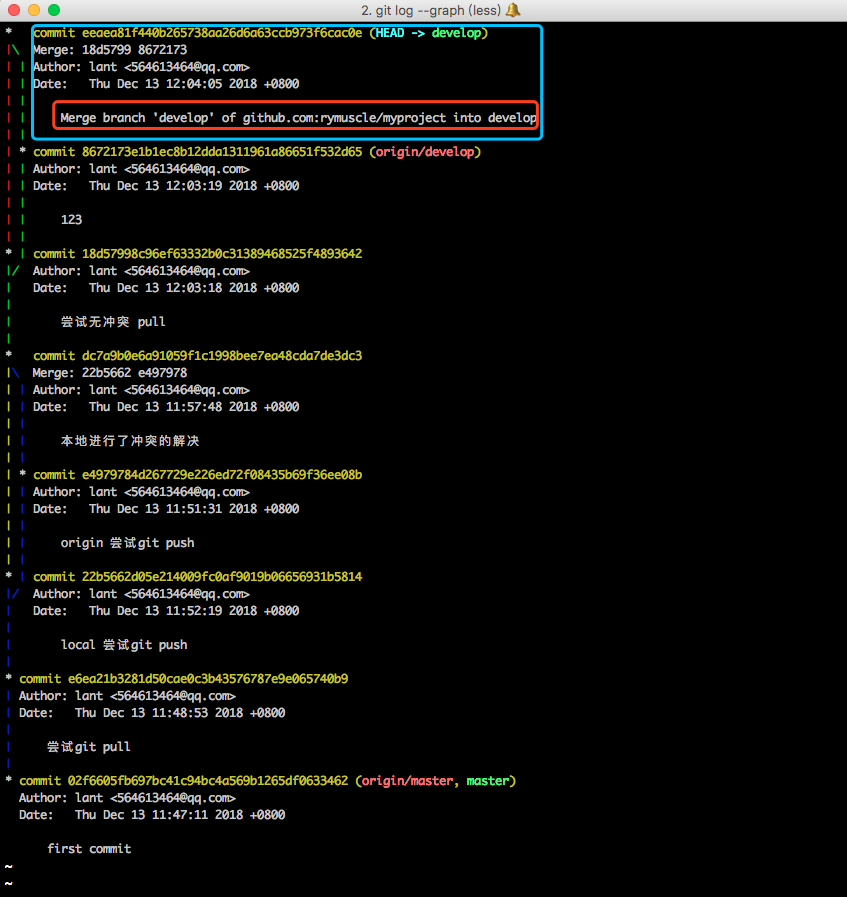 2. git log --graph (less) 🔔
* commit eeaea81f440b265738aa26d6a63ccb973f6cac0e (HEAD -> develop)
|\ Merge: 18d5799 8672173
| | Author: lant <564613464@qq.com>
| | Date: Thu Dec 13 12:04:05 2018 +0800
| |
| | Merge branch 'develop' of github.com:rymuscle/myproject into develop
| |
| * commit 8672173e1b1ec8b12dda1311961a86651f532d65 (origin/develop)
| | Author: lant <564613464@qq.com>
| | Date: Thu Dec 13 12:03:19 2018 +0800
| |
| | 123
| |
* | commit 18d57998c96ef63332b0c31389468525f4893642
|/ Author: lant <564613464@qq.com>
| Date: Thu Dec 13 12:03:18 2018 +0800
|
| 尝试无冲突 pull
|
* commit dc7a9b0e6a91059f1c1998bee7ea48cda7de3dc3
|\ Merge: 22b5662 e497978
| | Author: lant <564613464@qq.com>
| | Date: Thu Dec 13 11:57:48 2018 +0800
| |
| | 本地进行了冲突的解决
| |
| * commit e4979784d267729e226ed72f08435b69f36ee08b
| | Author: lant <564613464@qq.com>
| | Date: Thu Dec 13 11:51:31 2018 +0800
| |
| | origin 尝试git push
| |
* | commit 22b5662d05e214009fc0af9019b06656931b5814
|/ Author: lant <564613464@qq.com>
| Date: Thu Dec 13 11:52:19 2018 +0800
|
| local 尝试git push
|
* commit e6ea21b3281d50cae0c3b43576787e9e065740b9
| Author: lant <564613464@qq.com>
| Date: Thu Dec 13 11:48:53 2018 +0800
|
| 尝试git pull
|
* commit 02f6605fb697bc41c94bc4a569b1265df0633462 (origin/master, master)
Author: lant <564613464@qq.com>
Date: Thu Dec 13 11:47:11 2018 +0800
first commit
~
~